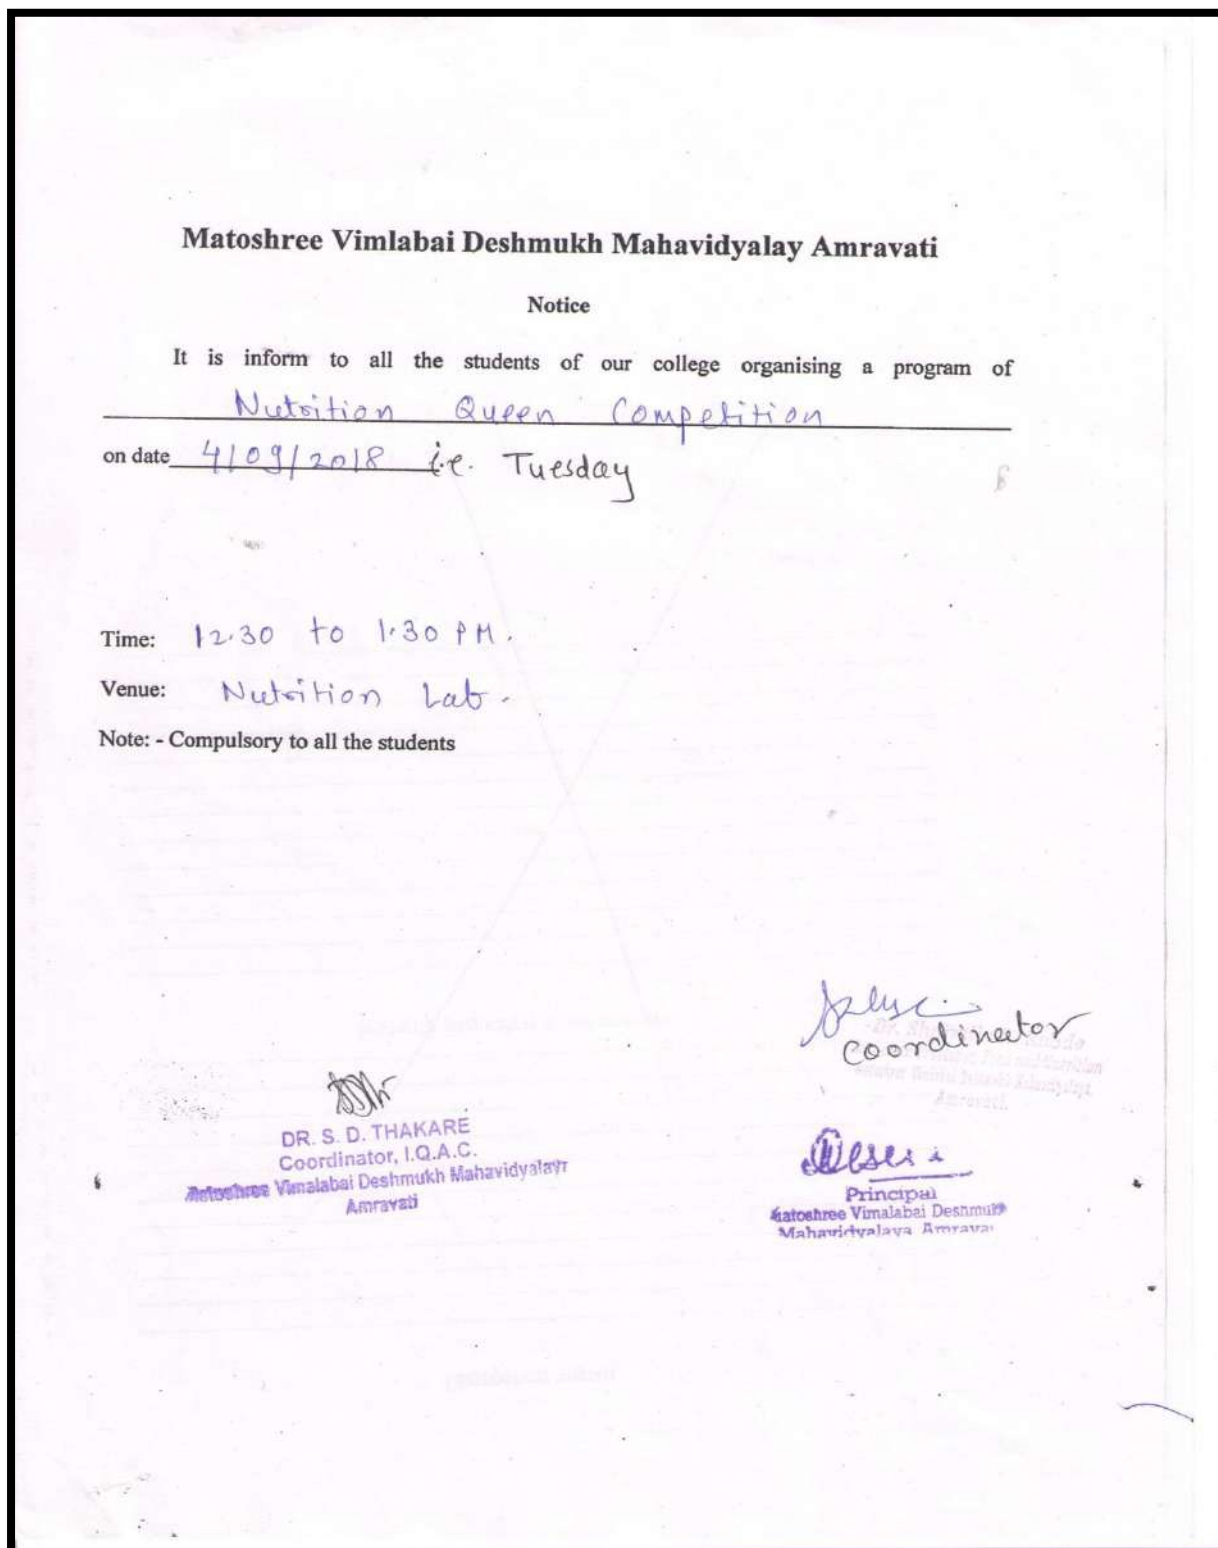 Matoshree Vimlabai Deshmukh Mahavidyalay Amravati
Notice
It is inform to all the students of our college organising a program of
Nutrition Queen Competition
on date 4/09/2018 i.e. Tuesday
Time: 12.30 to 1.30 PM.
Venue: Nutrition Lab.
Note: - Compulsory to all the students
Coordinator
Amravati
DR. S. D. THAKARE
Coordinator, I.Q.A.C.
Matoshree Vimalabai Deshmukh Mahavidyalaya
Amravati
Principal
Matoshree Vimalabai Deshmukh
Mahavidyalaya Amravati